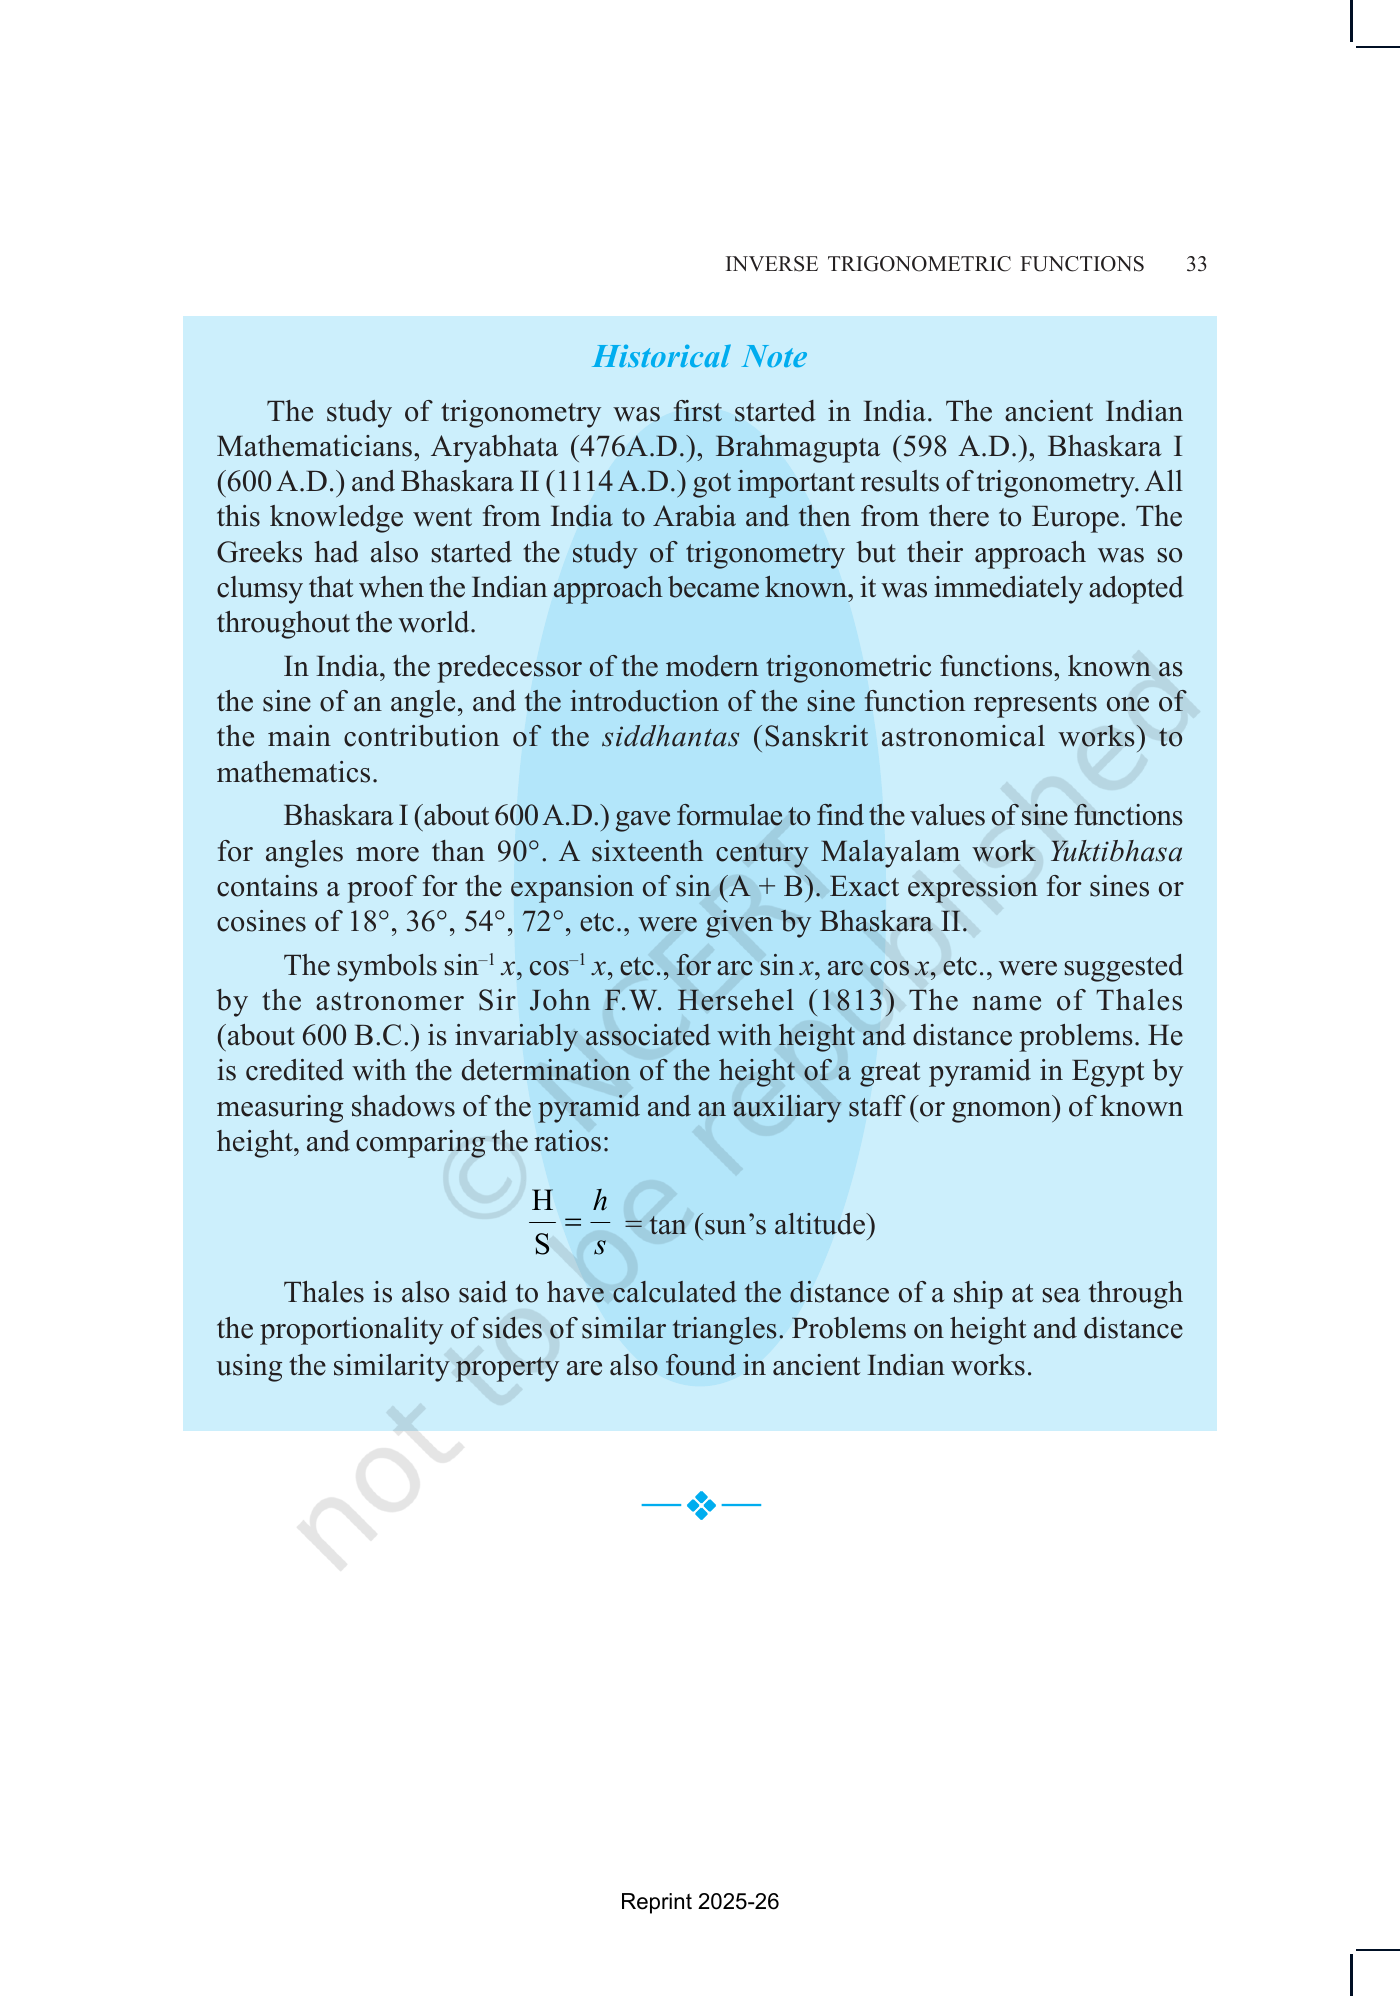 INVERSE TRIGONOMETRIC FUNCTIONS 33
Historical Note
The study of trigonometry was first started in India. The ancient Indian
Mathematicians, Aryabhata (476A.D.), Brahmagupta (598 A.D.), Bhaskara I
(600 A.D.) and Bhaskara II (1114 A.D.) got important results of trigonometry. All
this knowledge went from India to Arabia and then from there to Europe. The
Greeks had also started the study of trigonometry but their approach was so
clumsy that when the Indian approach became known, it was immediately adopted
throughout the world.
In India, the predecessor of the modern trigonometric functions, known as
the sine of an angle, and the introduction of the sine function represents one of
the main contribution of the siddhantas (Sanskrit astronomical works) to
mathematics.
Bhaskara I (about 600 A.D.) gave formulae to find the values of sine functions
for angles more than 90°. A sixteenth century Malayalam work Yuktibhasa
contains a proof for the expansion of sin (A + B). Exact expression for sines or
cosines of 18°, 36°, 54°, 72°, etc., were given by Bhaskara II.
The symbols sin⁻¹ x, cos⁻¹ x, etc., for arc sin x, arc cos x, etc., were suggested
by the astronomer Sir John F.W. Hersehel (1813) The name of Thales
(about 600 B.C.) is invariably associated with height and distance problems. He
is credited with the determination of the height of a great pyramid in Egypt by
measuring shadows of the pyramid and an auxiliary staff (or gnomon) of known
height, and comparing the ratios:
H/S = h/s = tan (sun’s altitude)
Thales is also said to have calculated the distance of a ship at sea through
the proportionality of sides of similar triangles. Problems on height and distance
using the similarity property are also found in ancient Indian works.
© NCERT
not to be republished
Reprint 2025-26